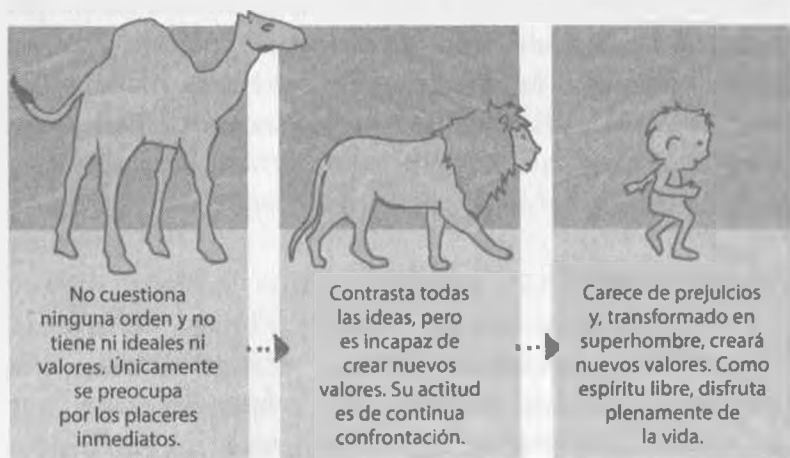 No cuestiona
ninguna orden y no
tiene ni ideales ni
valores. Únicamente
se preocupa
por los placeres
inmediatos.
Contrasta todas
las ideas, pero
es incapaz de
crear nuevos
valores. Su actitud
es de continua
confrontación.
Carece de prejuicios
y, transformado en
superhombre, creará
nuevos valores. Como
espíritu libre, disfruta
plenamente de
la vida.